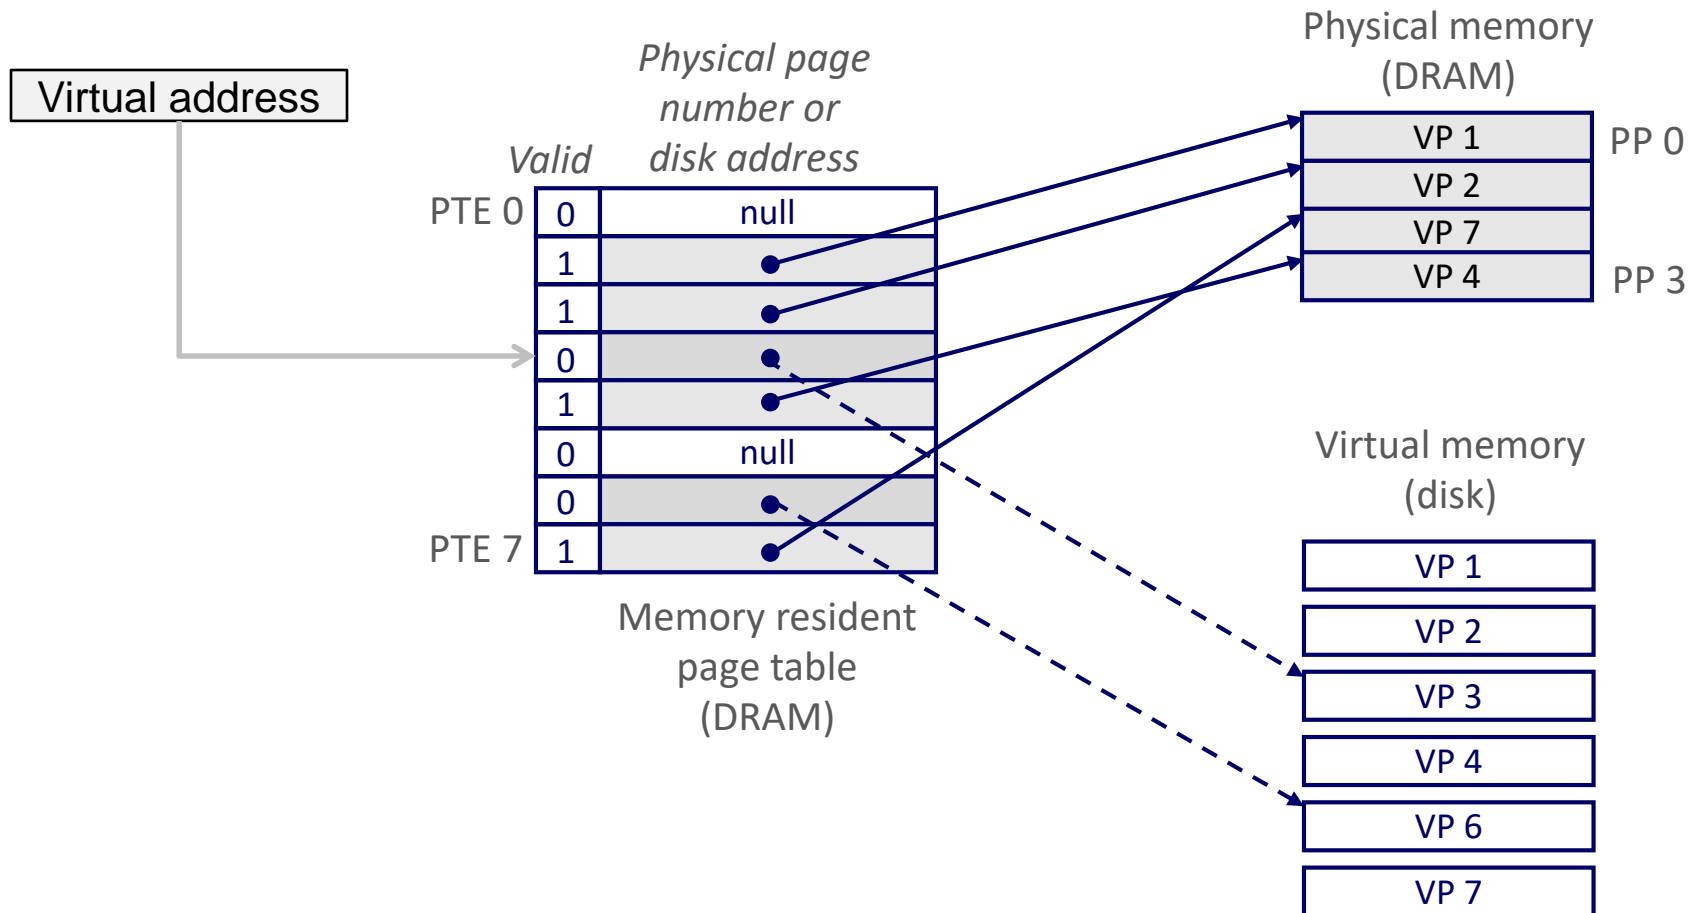 Virtual address
Physical page
number or
disk address
Valid
PTE 0
0
null
1
1
0
1
0
null
0
PTE 7
1
Memory resident
page table
(DRAM)
Physical memory
(DRAM)
VP 1
PP 0
VP 2
VP 7
VP 4
PP 3
Virtual memory
(disk)
VP 1
VP 2
VP 3
VP 4
VP 6
VP 7